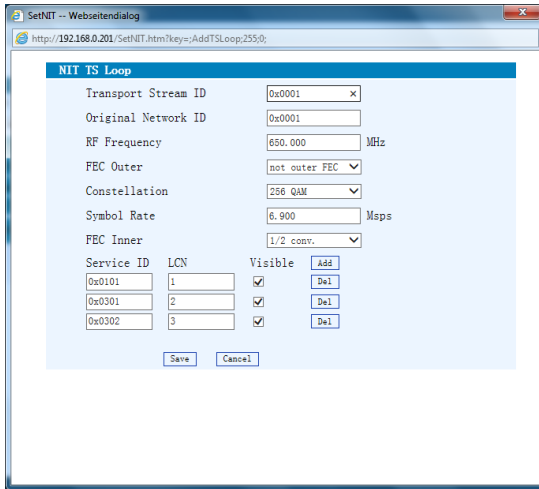 SetNIT -- Webseitendialog
x
http://192.168.0.201/SetNIT.htm?key=;AddTSLoop;255;0;
NIT TS Loop
Transport Stream ID 0x0001 ×
Original Network ID 0x0001
RF Frequency 650.000 MHz
FEC Outer not outer FEC
Constellation 256 QAM
Symbol Rate 6.900 Msps
FEC Inner 1/2 conv.
Service ID LCN Visible Add
0x0101 1 Del
0x0301 2 Del
0x0302 3 Del
Save Cancel